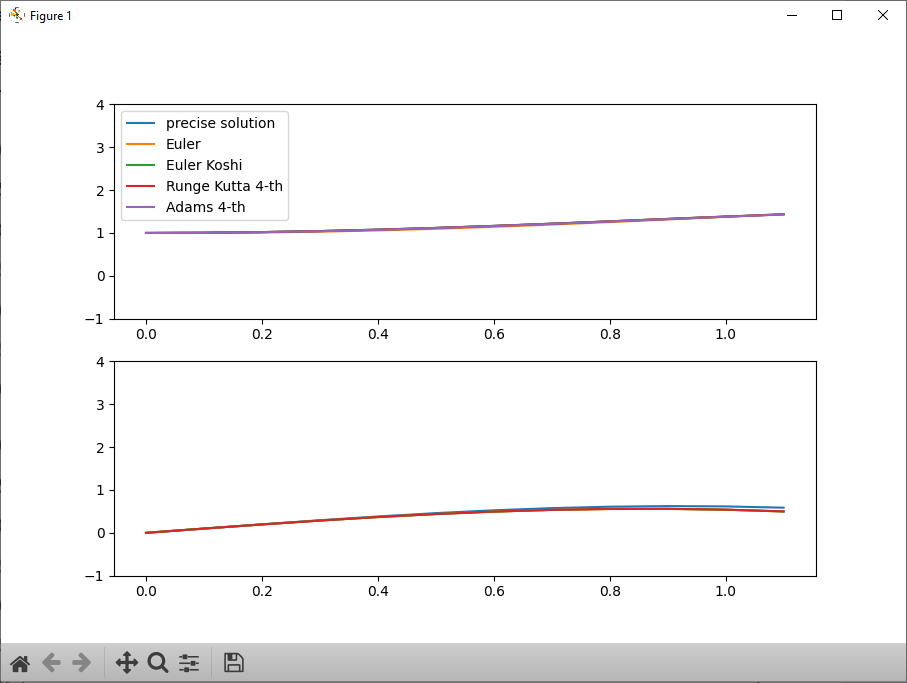 Figure 1
4
3
2
1
0
−1
precise solution
Euler
Euler Koshi
Runge Kutta 4-th
Adams 4-th
0.0 0.2 0.4 0.6 0.8 1.0
4
3
2
1
0
−1
0.0 0.2 0.4 0.6 0.8 1.0